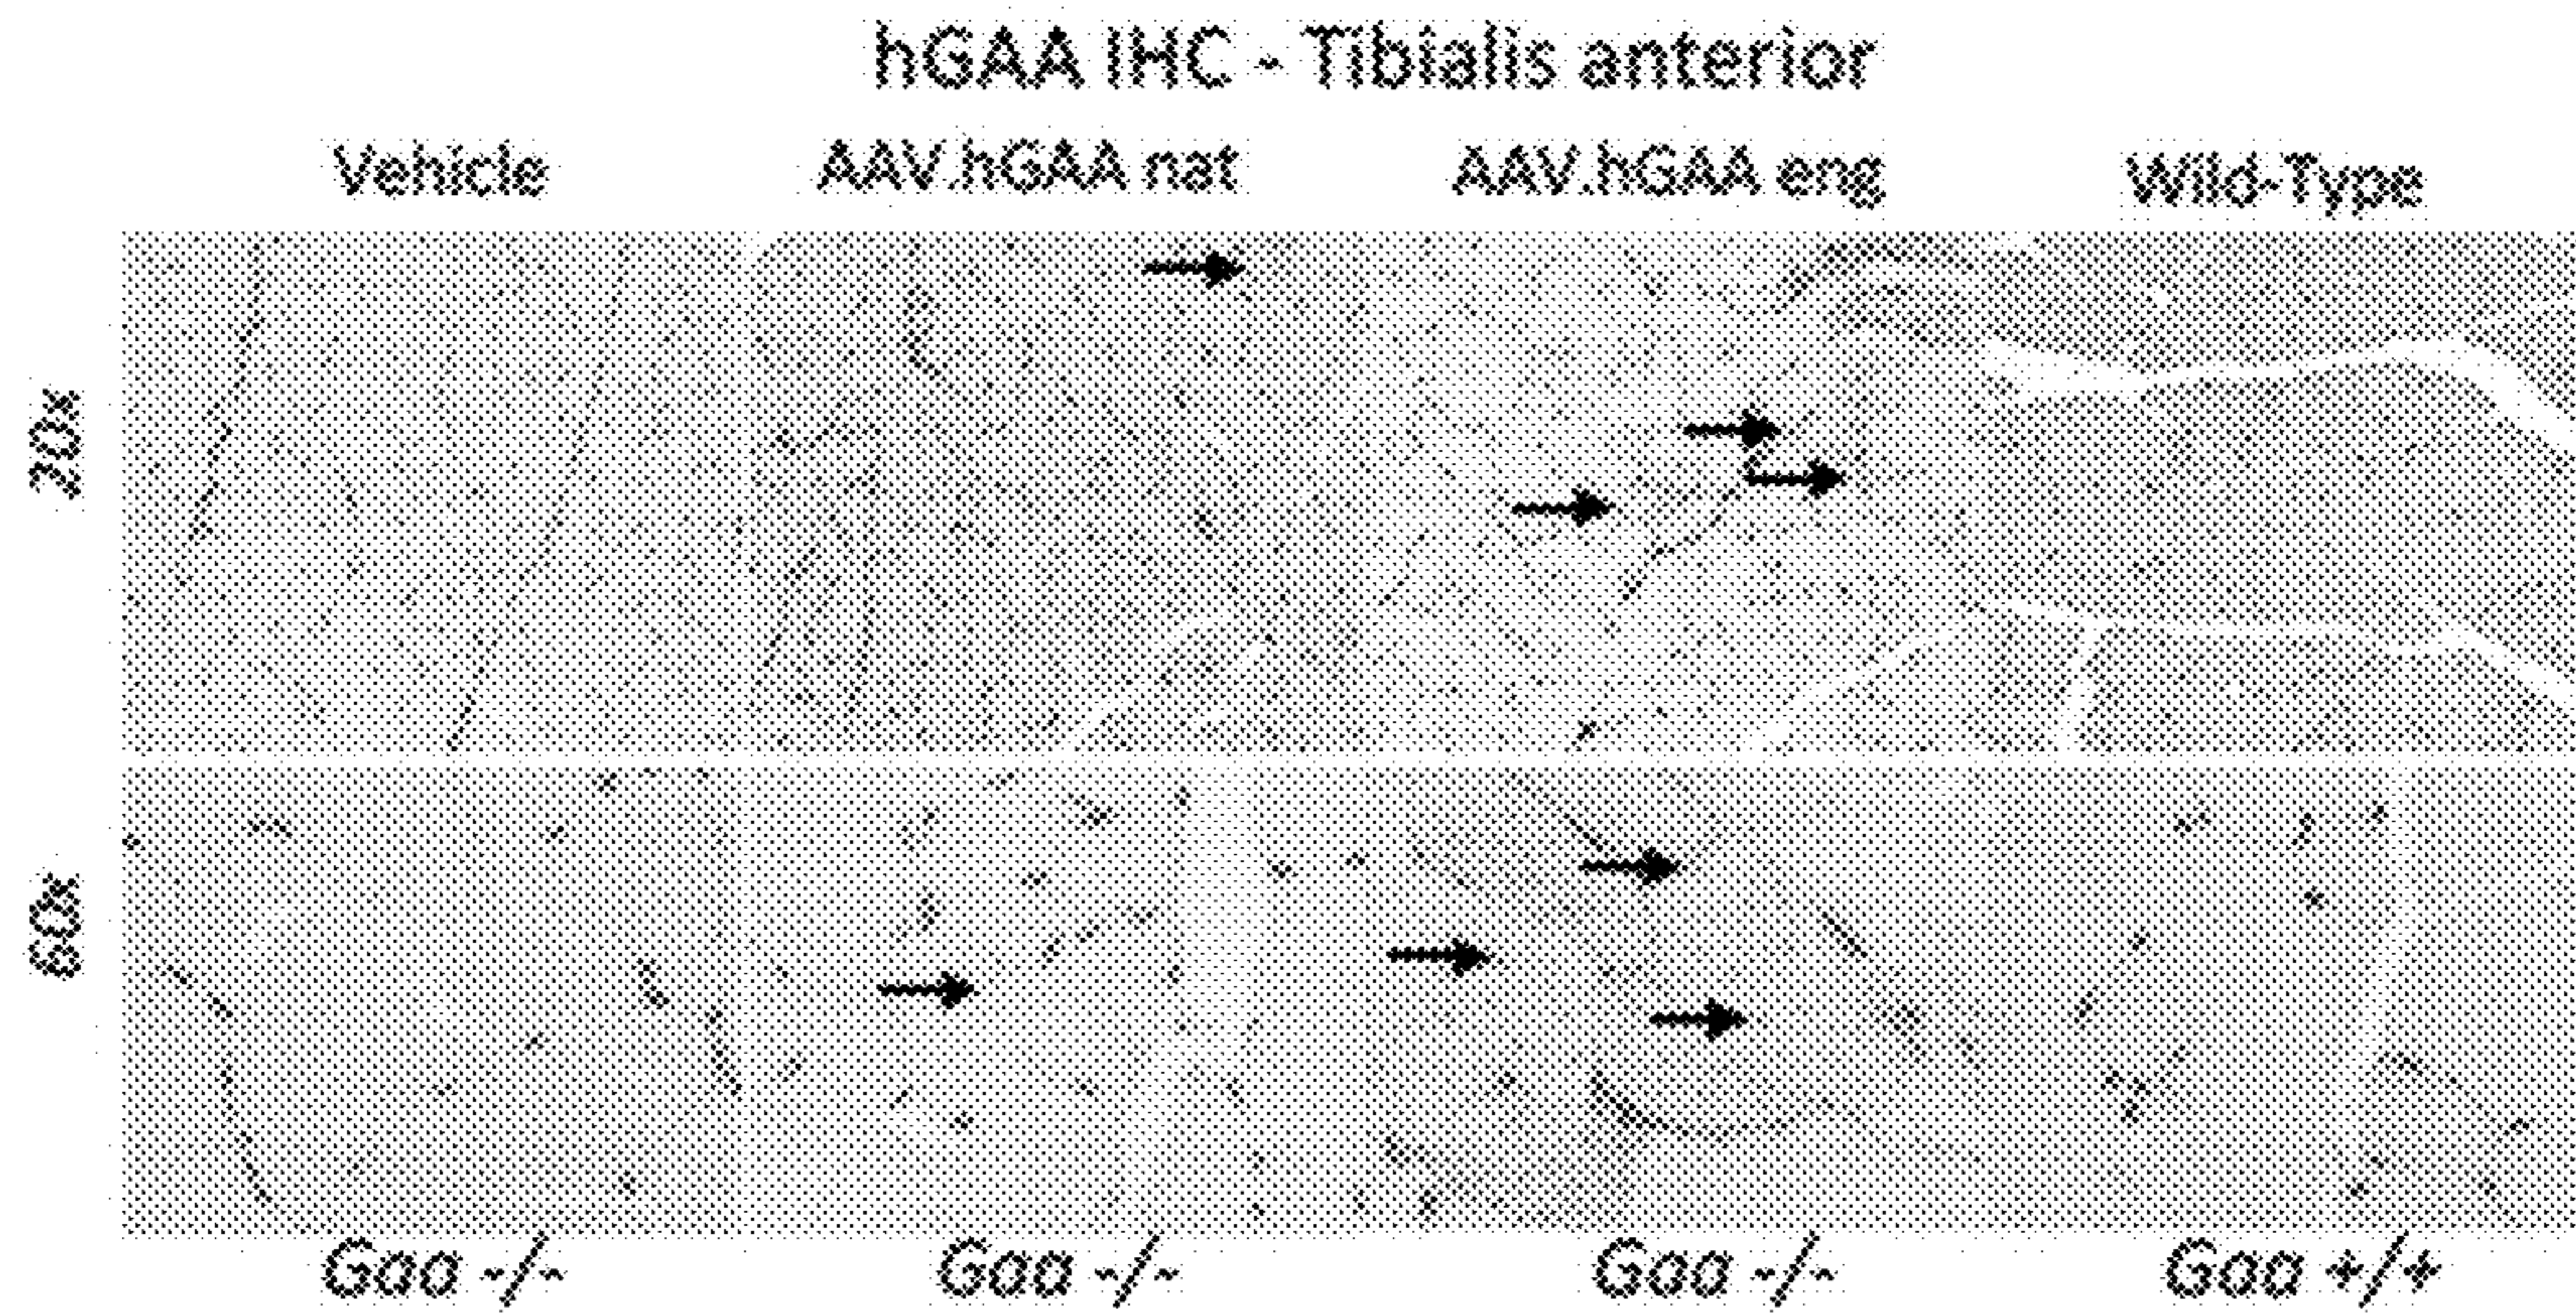 hGAA IHC - Tibialis anterior
Vehicle AAV.hGAA nat AAV.hGAA eng Wild-Type
20x
60x
Gaa -/- Gaa -/- Gaa -/- Gaa +/+